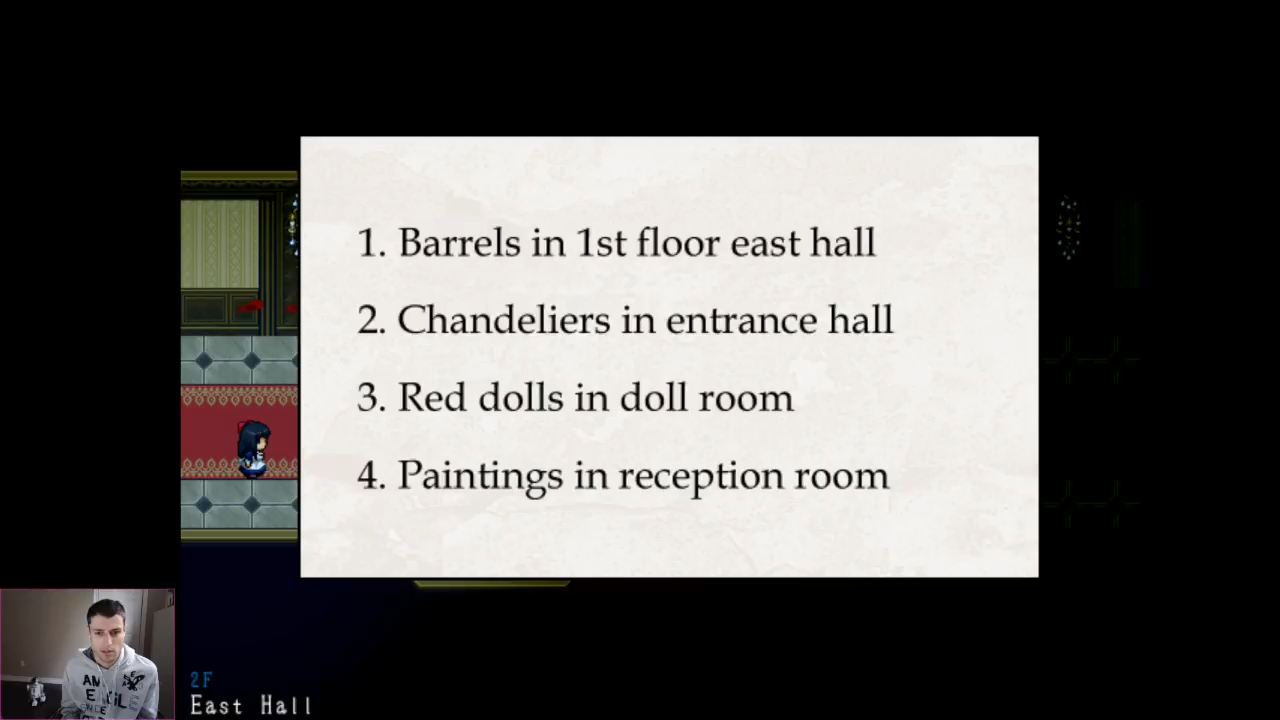 1. Barrels in 1st floor east hall
2. Chandeliers in entrance hall
3. Red dolls in doll room
4. Paintings in reception room
2F
East Hall